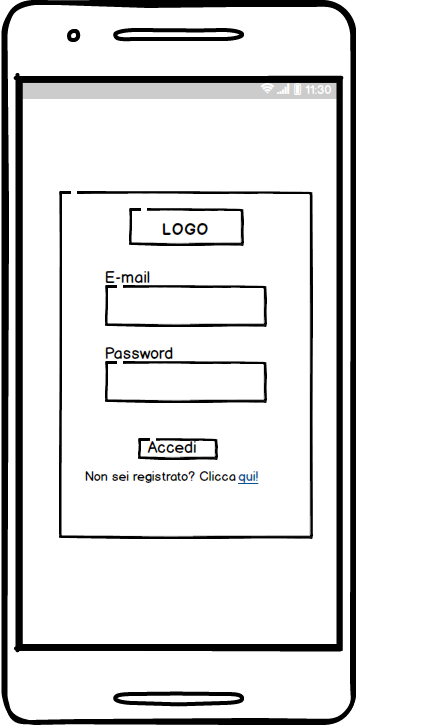 11:30
LOGO
E-mail
Password
Accedi
Non sei registrato? Clicca qui!